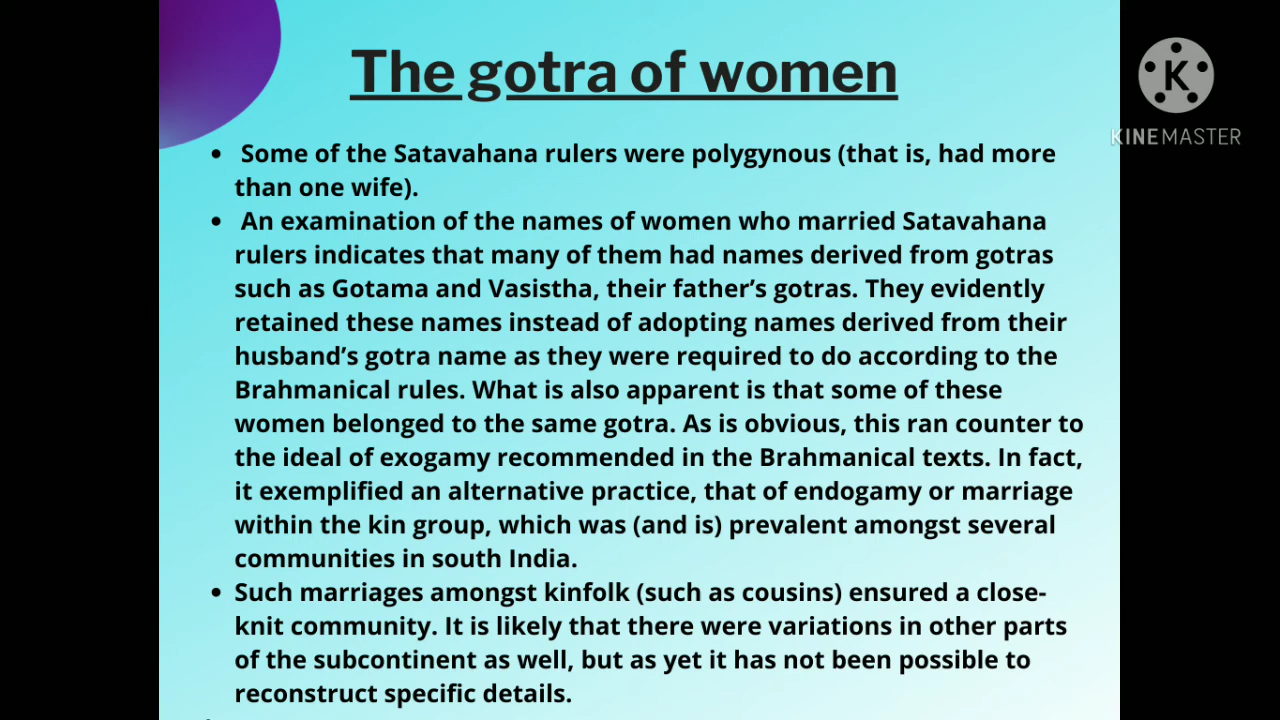 The gotra of women
K
KINEMASTER
• Some of the Satavahana rulers were polygynous (that is, had more
than one wife).
• An examination of the names of women who married Satavahana
rulers indicates that many of them had names derived from gotras
such as Gotama and Vasistha, their father’s gotras. They evidently
retained these names instead of adopting names derived from their
husband’s gotra name as they were required to do according to the
Brahmanical rules. What is also apparent is that some of these
women belonged to the same gotra. As is obvious, this ran counter to
the ideal of exogamy recommended in the Brahmanical texts. In fact,
it exemplified an alternative practice, that of endogamy or marriage
within the kin group, which was (and is) prevalent amongst several
communities in south India.
• Such marriages amongst kinfolk (such as cousins) ensured a close-
knit community. It is likely that there were variations in other parts
of the subcontinent as well, but as yet it has not been possible to
reconstruct specific details.